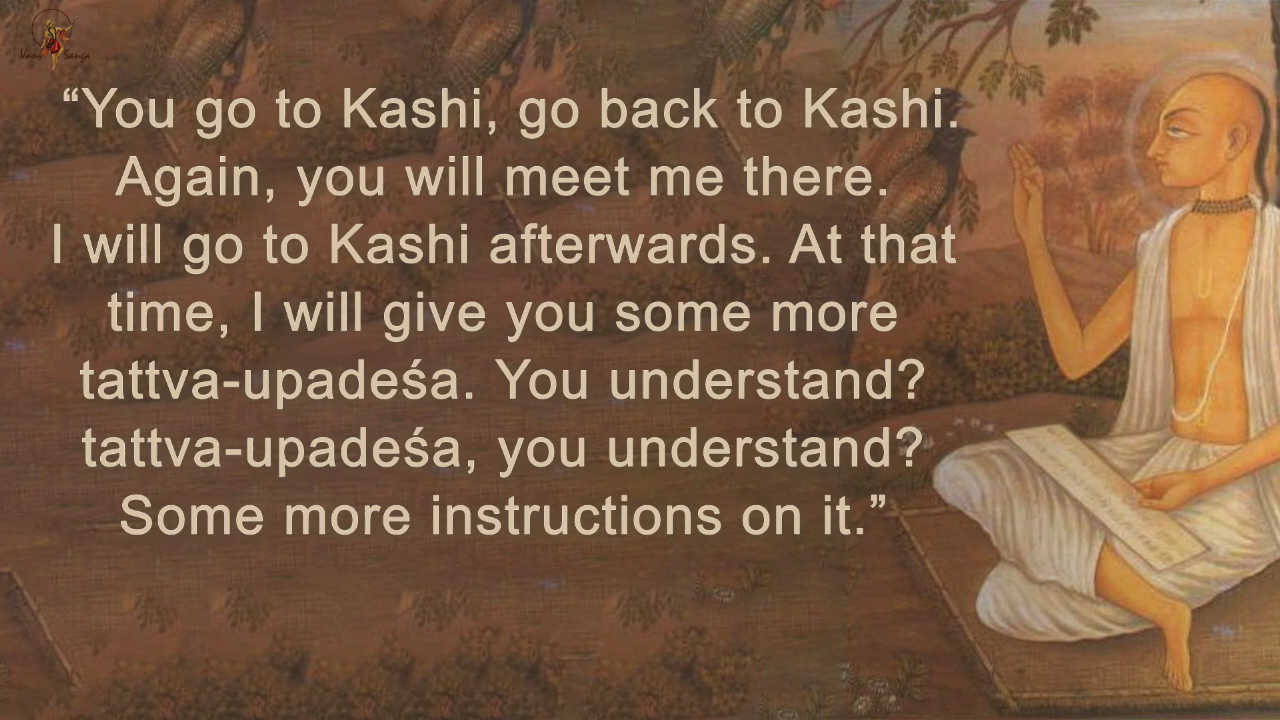 Vani Sanga
“You go to Kashi, go back to Kashi.
Again, you will meet me there.
I will go to Kashi afterwards. At that
time, I will give you some more
tattva-upadeśa. You understand?
tattva-upadeśa, you understand?
Some more instructions on it.”